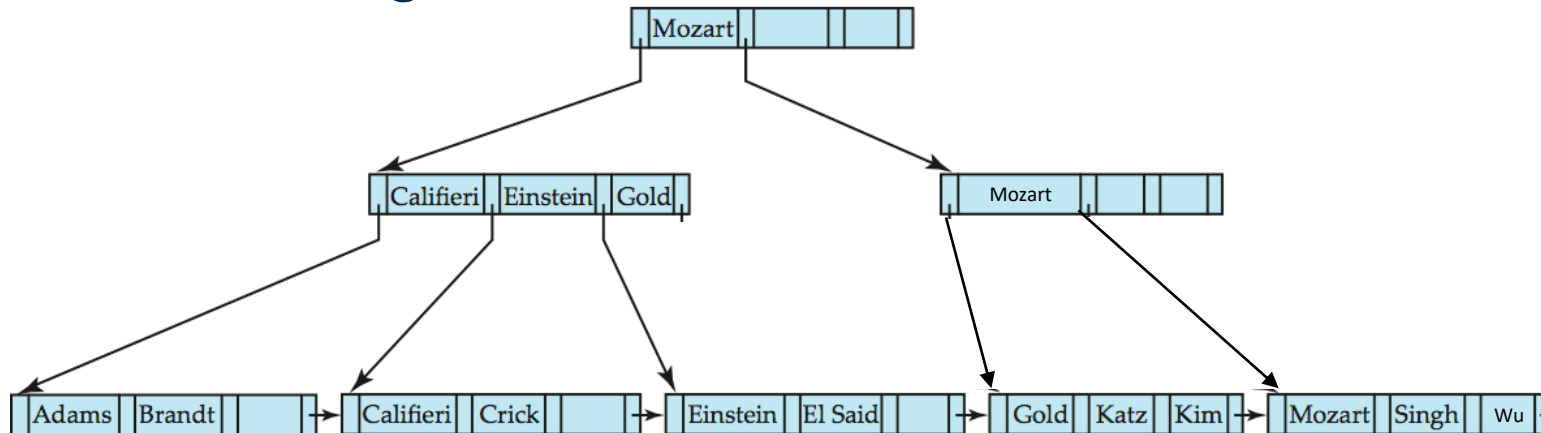 Mozart
Califieri Einstein Gold Mozart
Adams Brandt Califieri Crick Einstein El Said Gold Katz Kim Mozart Singh Wu